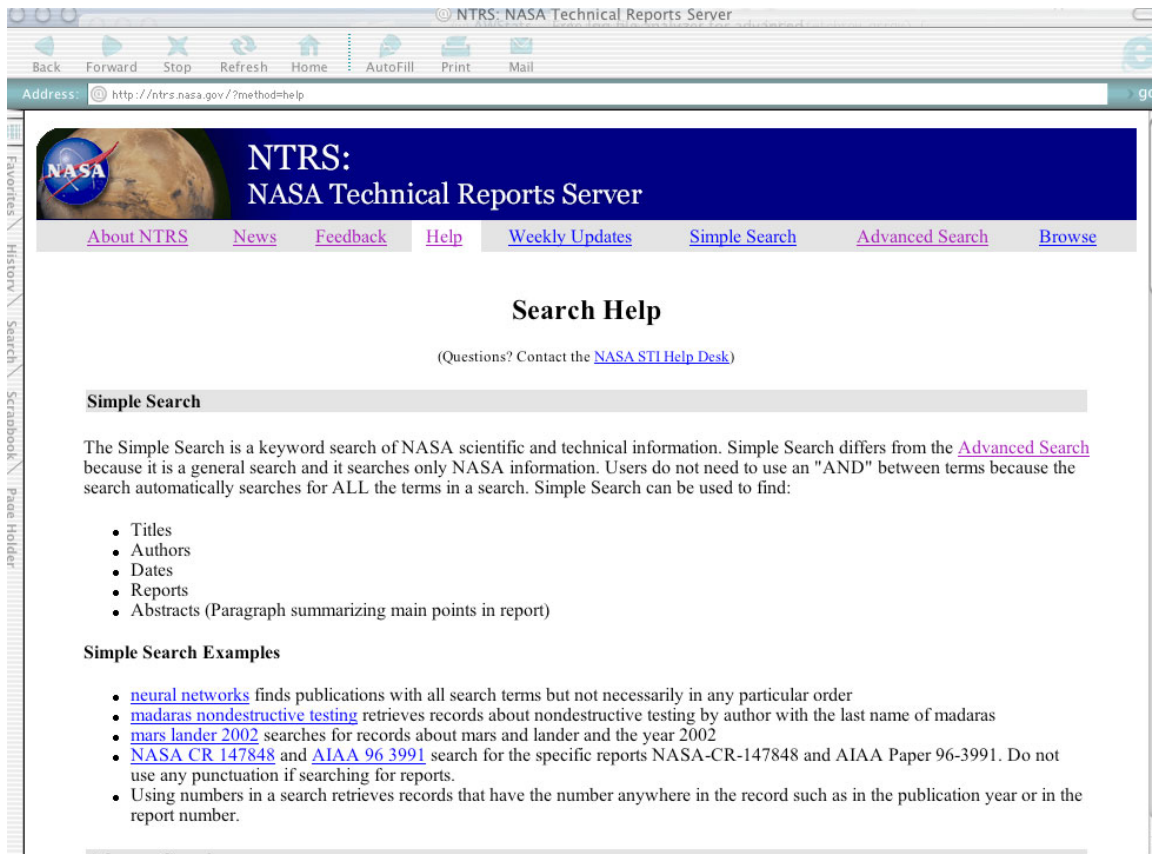 NTRS: NASA Technical Reports Server
Back Forward Stop Refresh Home AutoFill Print Mail
Address: http://ntrs.nasa.gov/?method=help go
Favorites
History
Search
Scrapbook
Page Holder
NASA
NTRS:
NASA Technical Reports Server
About NTRS News Feedback Help Weekly Updates Simple Search Advanced Search Browse
Search Help
(Questions? Contact the NASA STI Help Desk)
Simple Search
The Simple Search is a keyword search of NASA scientific and technical information. Simple Search differs from the Advanced Search
because it is a general search and it searches only NASA information. Users do not need to use an "AND" between terms because the
search automatically searches for ALL the terms in a search. Simple Search can be used to find:
• Titles
• Authors
• Dates
• Reports
• Abstracts (Paragraph summarizing main points in report)
Simple Search Examples
• neural networks finds publications with all search terms but not necessarily in any particular order
• madaras nondestructive testing retrieves records about nondestructive testing by author with the last name of madaras
• mars lander 2002 searches for records about mars and lander and the year 2002
• NASA CR 147848 and AIAA 96 3991 search for the specific reports NASA-CR-147848 and AIAA Paper 96-3991. Do not
use any punctuation if searching for reports.
• Using numbers in a search retrieves records that have the number anywhere in the record such as in the publication year or in the
report number.